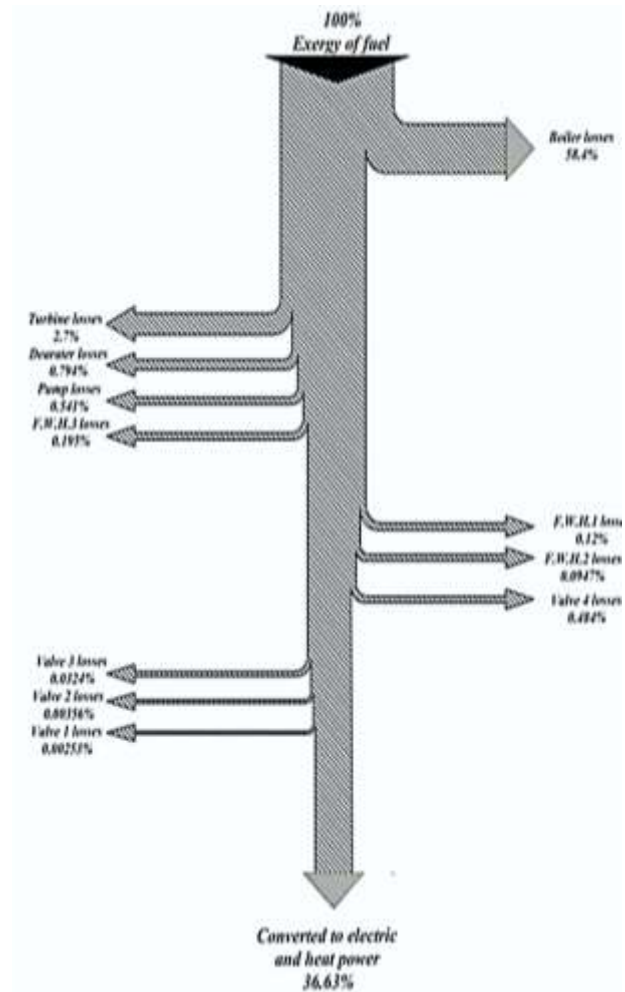 100%
Exergy of fuel
Boiler losses
58.4%
Turbine losses
2.7%
Dearater losses
0.794%
Pump losses
0.541%
F.W.H.3 losses
0.195%
F.W.H.1 losse
0.12%
F.W.H.2 losses
0.0947%
Valve 4 losses
0.484%
Valve 3 losses
0.0324%
Valve 2 losses
0.00356%
Valve 1 losses
0.00253%
Converted to electric
and heat power
36.63%